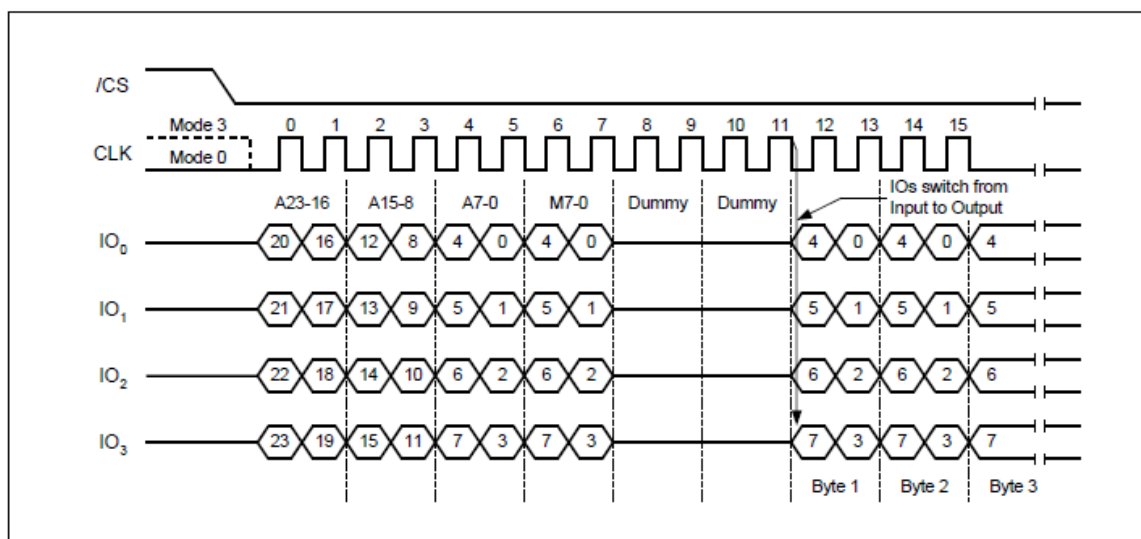 /CS
Mode 3 0 1 2 3 4 5 6 7 8 9 10 11 12 13 14 15
CLK Mode 0
IOs switch from
Input to Output
A23-16 A15-8 A7-0 M7-0 Dummy Dummy
IO0 20 16 12 8 4 0 4 0 4 0 4 0 4
IO1 21 17 13 9 5 1 5 1 5 1 5 1 5
IO2 22 18 14 10 6 2 6 2 6 2 6 2 6
IO3 23 19 15 11 7 3 7 3 7 3 7 3 7
Byte 1 Byte 2 Byte 3